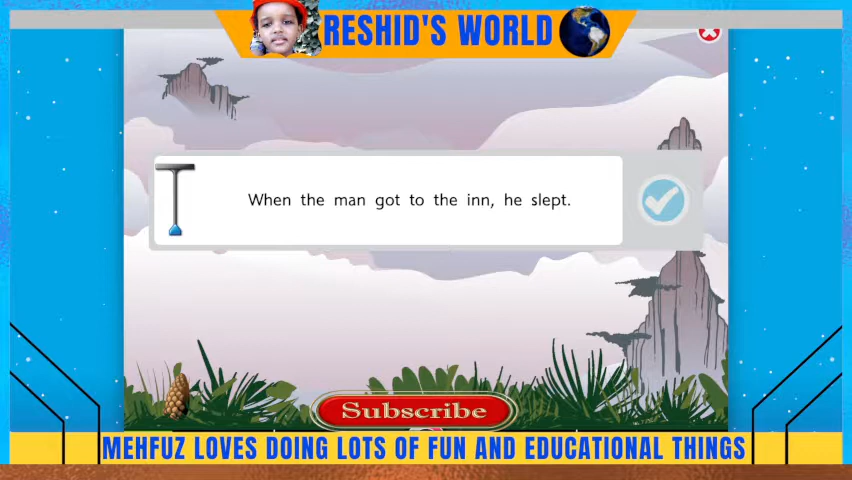 RESHID'S WORLD
When the man got to the inn, he slept.
Subscribe
MEHFUZ LOVES DOING LOTS OF FUN AND EDUCATIONAL THINGS